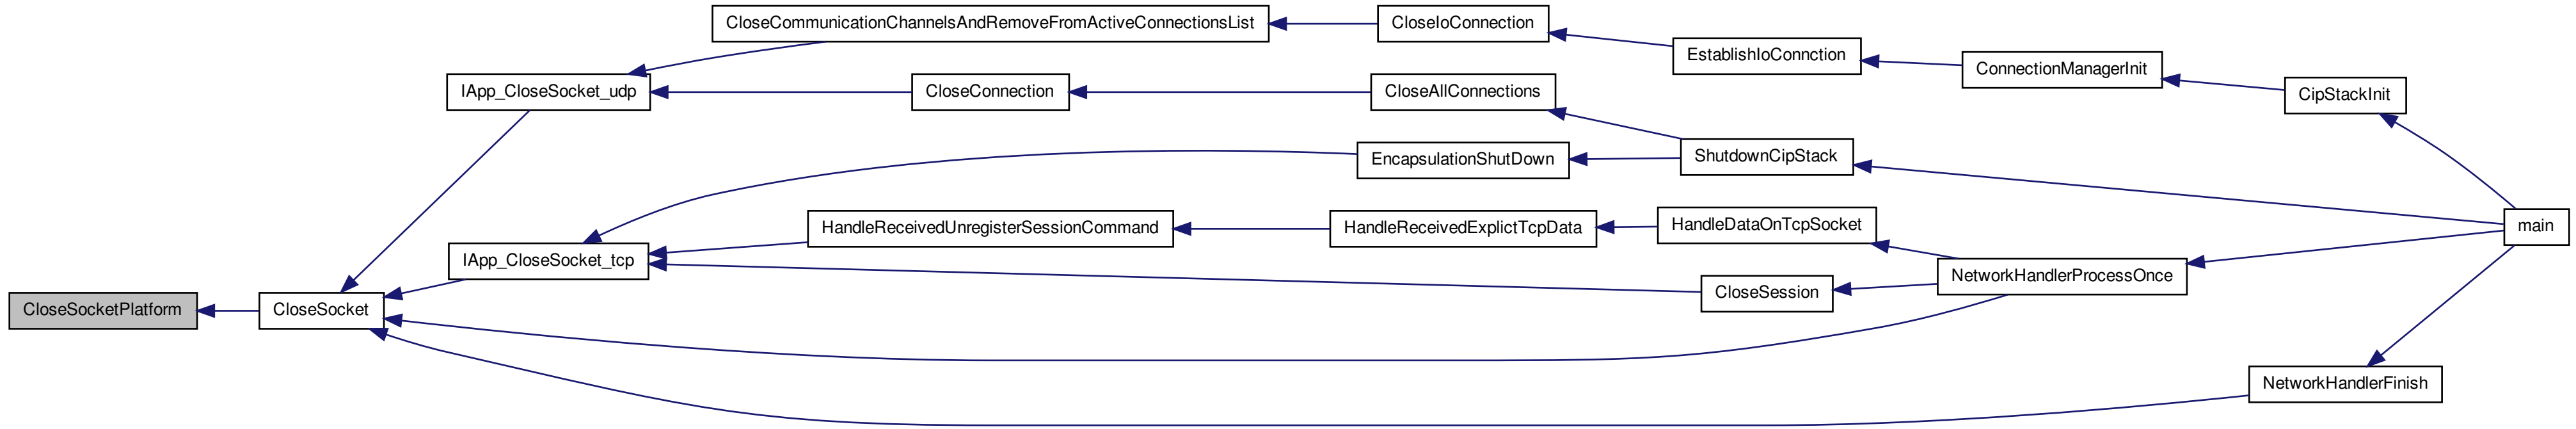 CloseCommunicationChannelsAndRemoveFromActiveConnectionsList
CloseIoConnection
EstablishIoConnction
ConnectionManagerInit
CipStackInit
IApp_CloseSocket_udp
CloseConnection
CloseAllConnections
EncapsulationShutDown
ShutdownCipStack
HandleReceivedUnregisterSessionCommand
HandleReceivedExplictTcpData
HandleDataOnTcpSocket
main
IApp_CloseSocket_tcp
NetworkHandlerProcessOnce
CloseSession
CloseSocketPlatform
CloseSocket
NetworkHandlerFinish